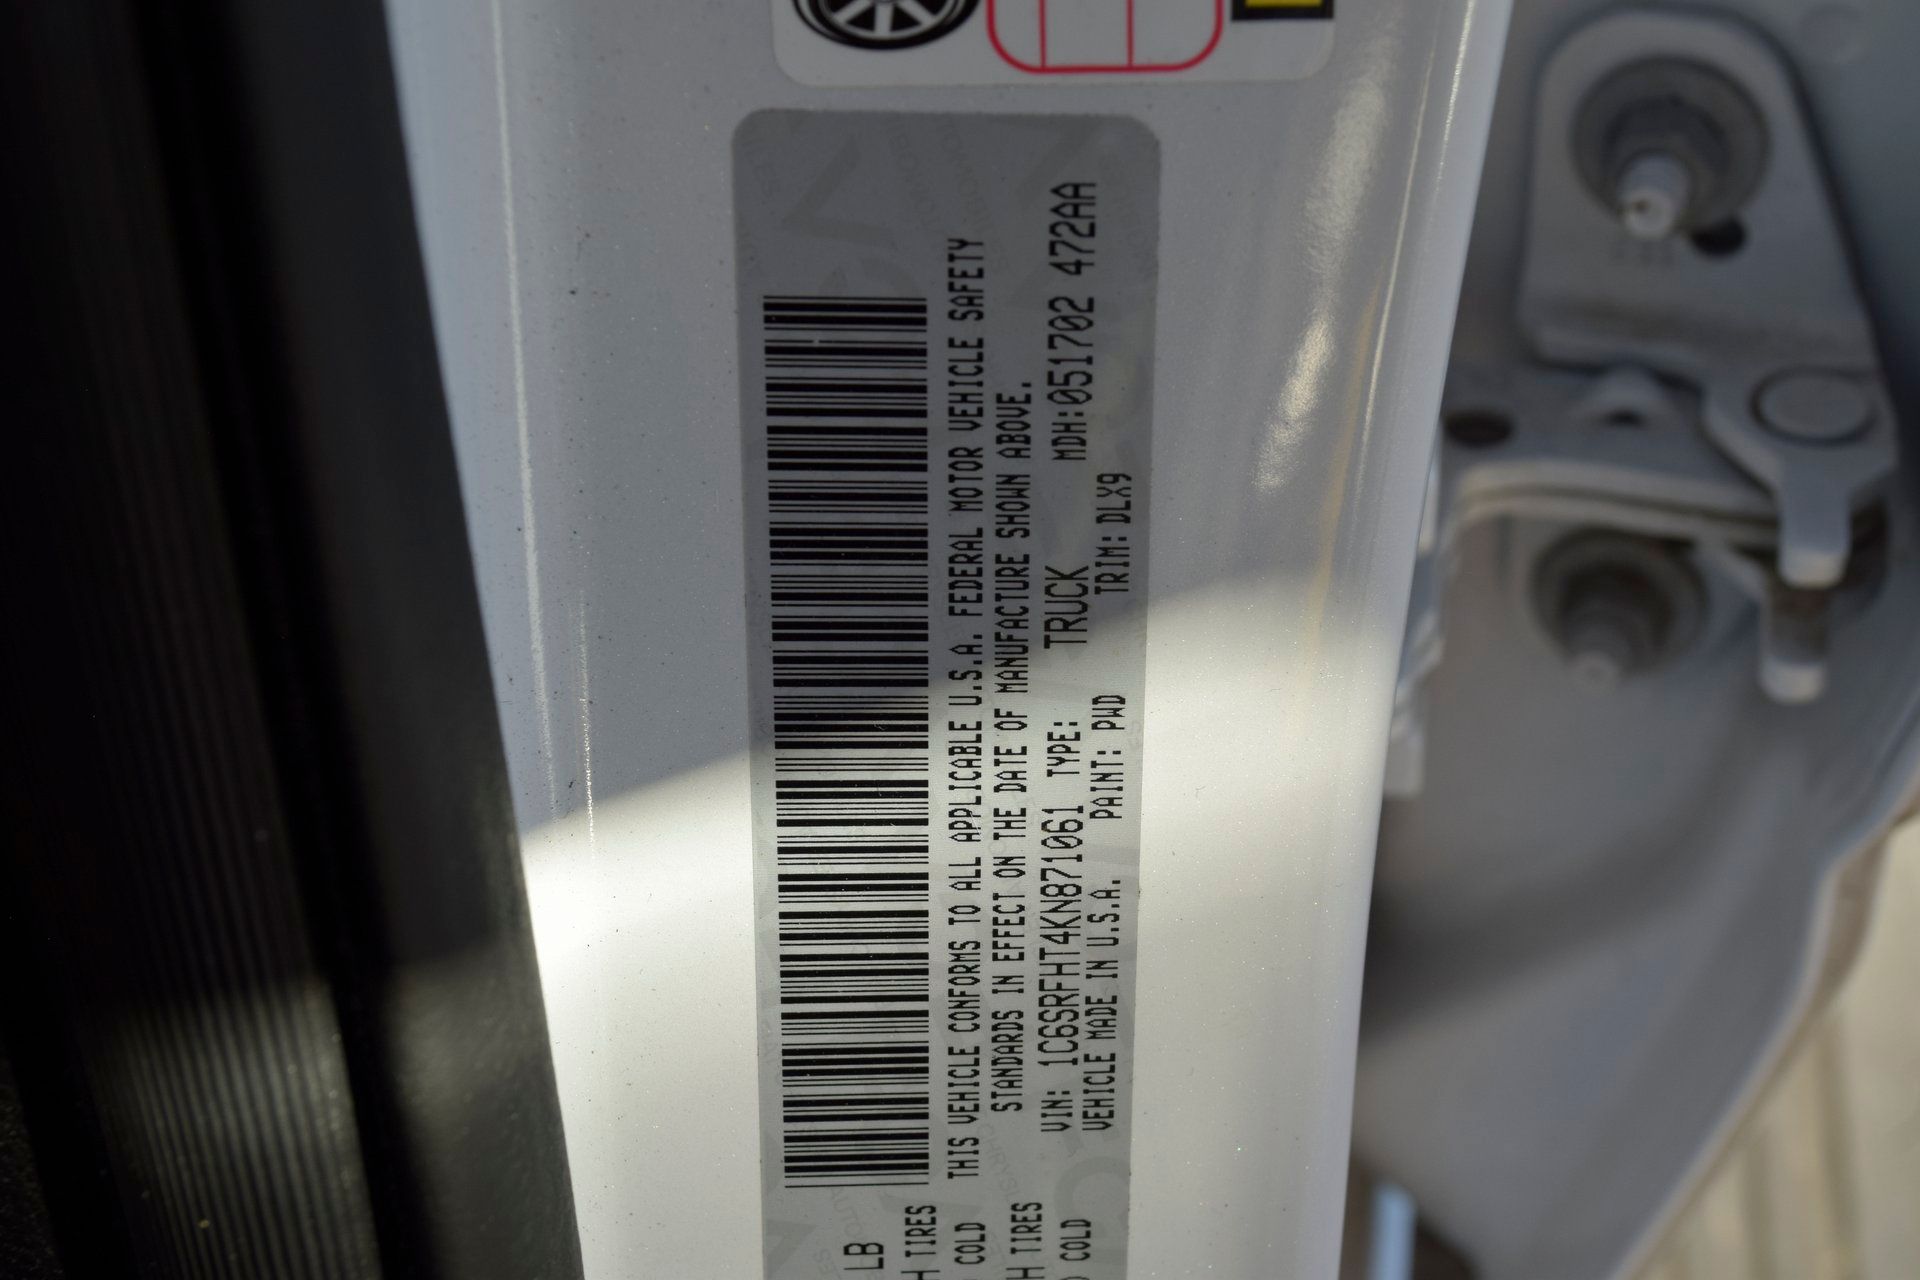 LB
H TIRES
COLD
THIS VEHICLE CONFORMS TO ALL APPLICABLE U.S.A. FEDERAL MOTOR VEHICLE SAFETY
STANDARDS IN EFFECT ON THE DATE OF MANUFACTURE SHOWN ABOVE.
H TIRES
COLD
VIN: 1C6SRFHT4KN871061 TYPE: TRUCK MDH:051702 472AA
VEHICLE MADE IN U.S.A. PAINT: PWD TRIM: DLX9